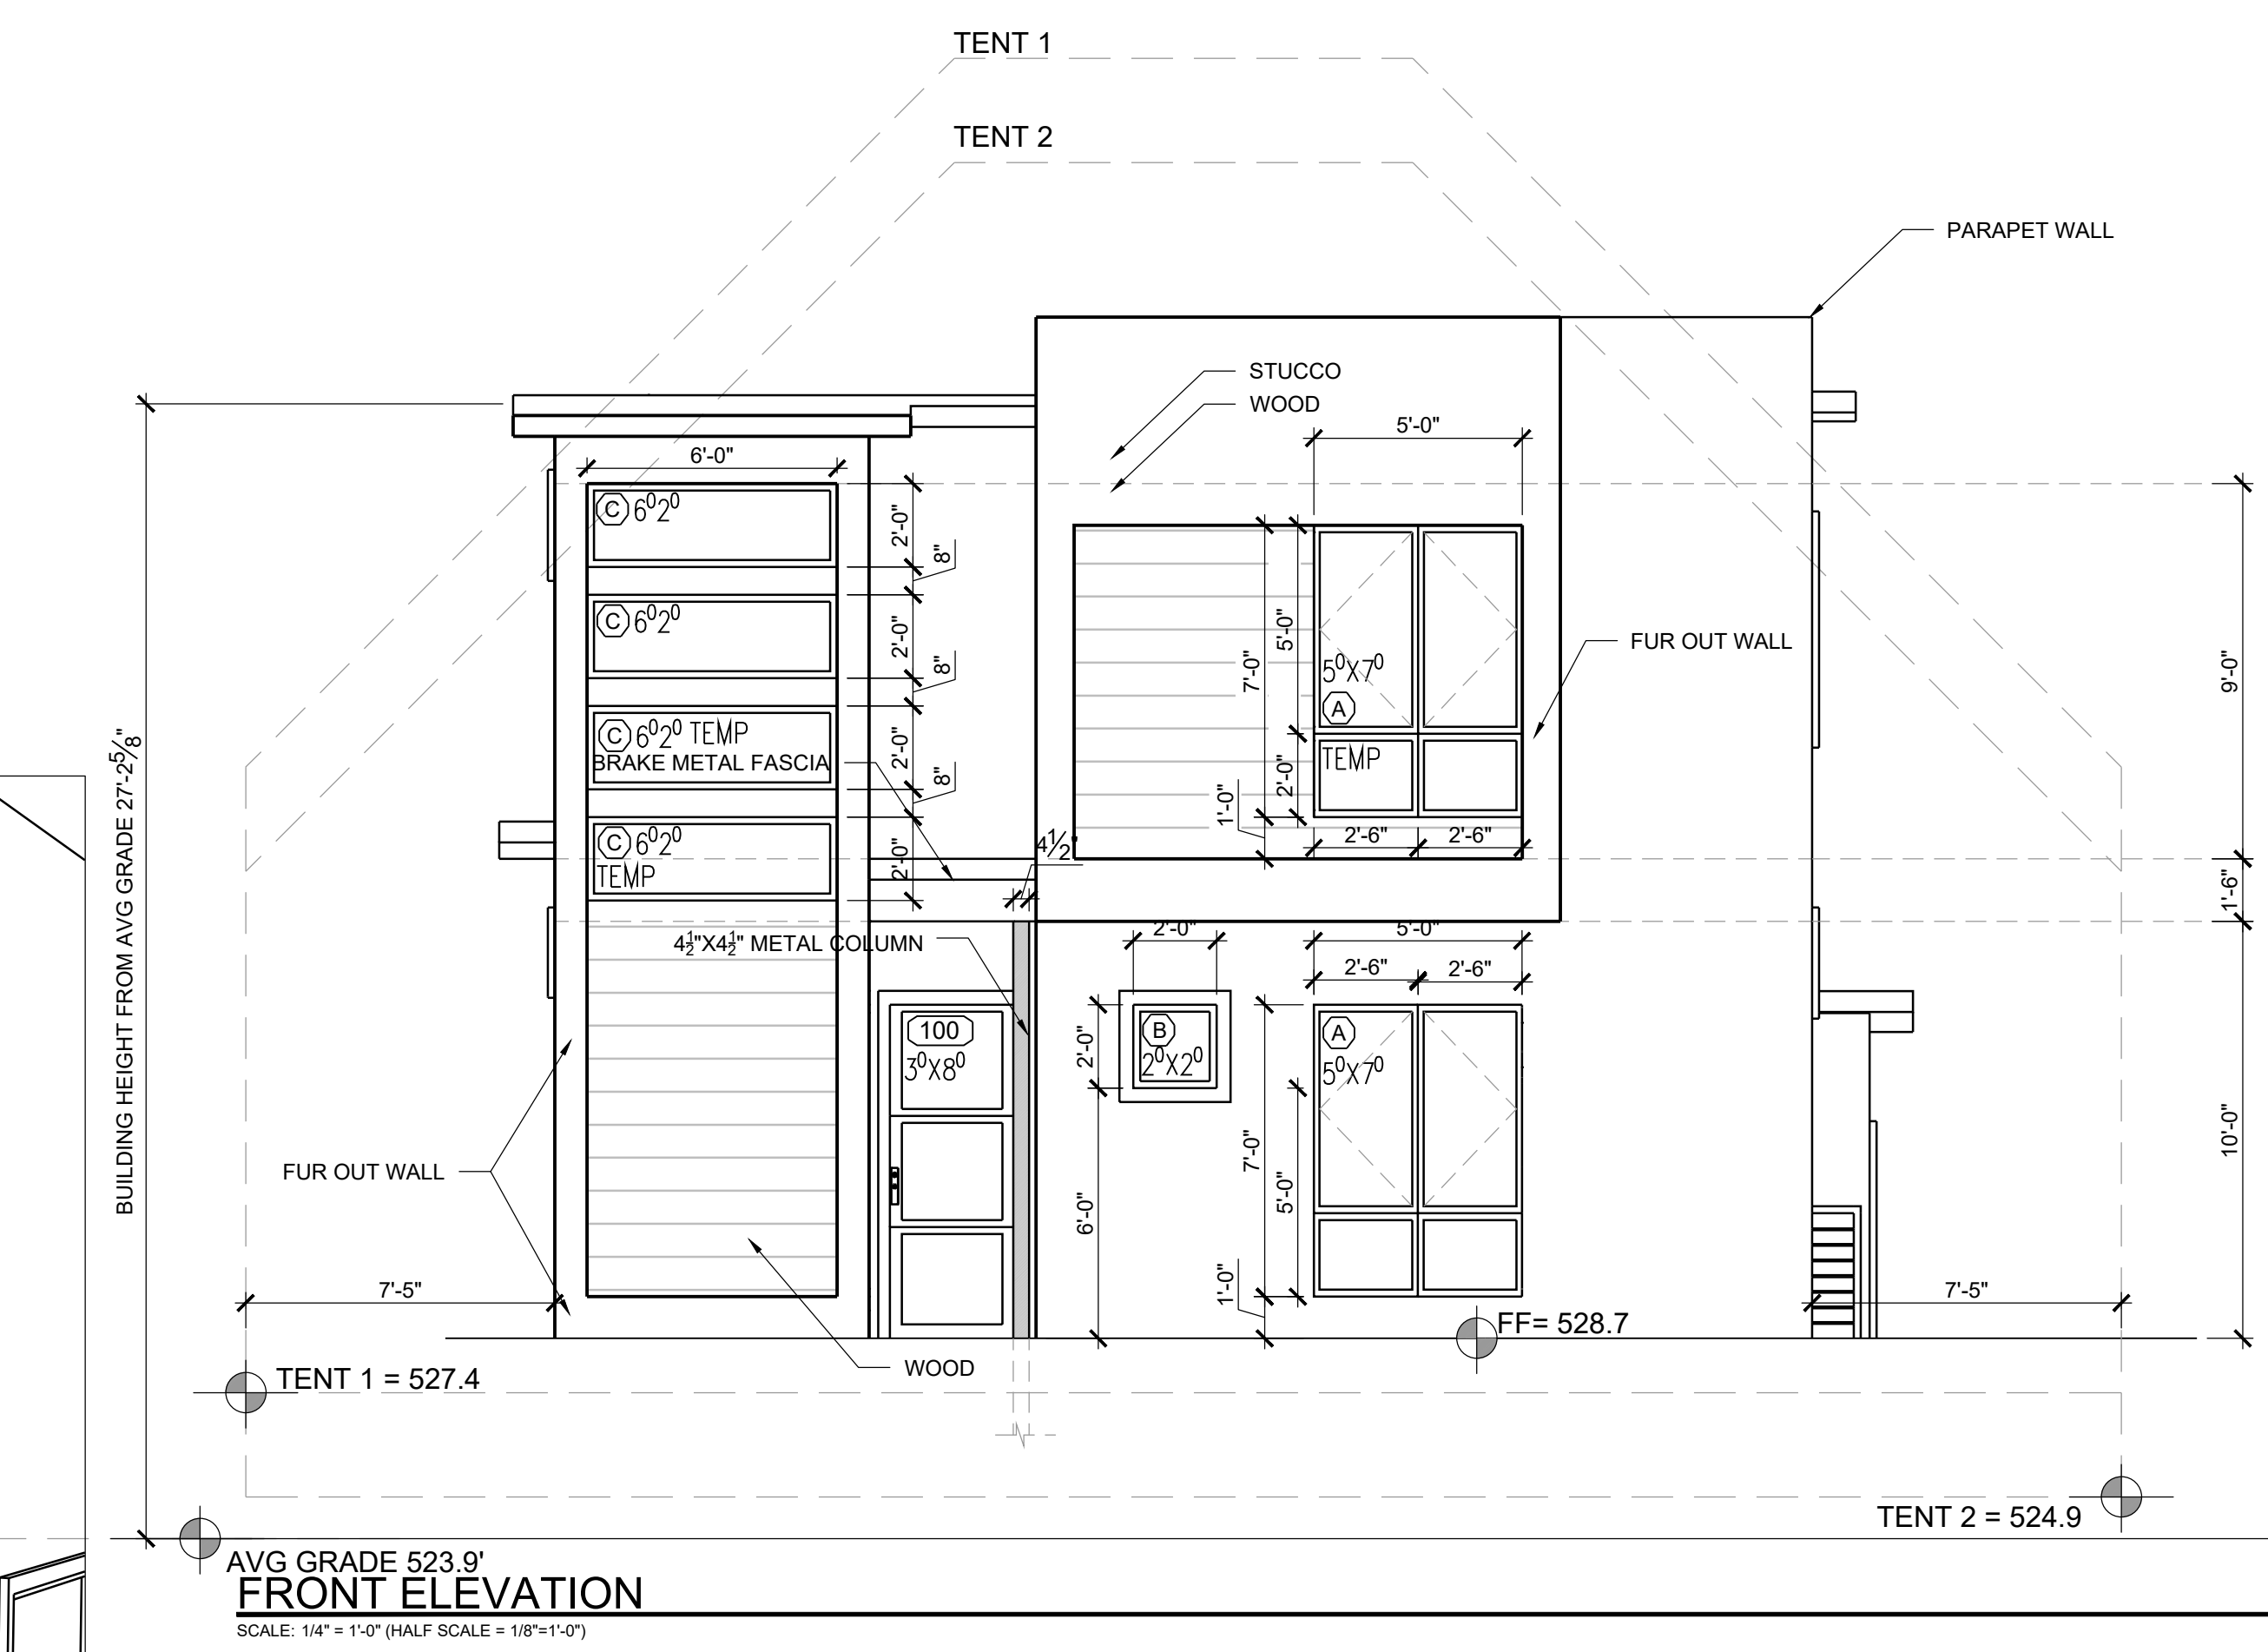 TENT 1
TENT 2
PARAPET WALL
STUCCO
WOOD
5'-0"
6'-0"
C 6⁰2⁰
2'-0"
8"
C 6⁰2⁰
2'-0"
8"
C 6⁰2⁰ TEMP
BRAKE METAL FASCIA
2'-0"
8"
C 6⁰2⁰
TEMP
2'-0"
4½"
7'-0"
5'-0"
2'-0"
1'-0"
5⁰X7⁰
A
TEMP
2'-6"
2'-6"
FUR OUT WALL
9'-0"
1'-6"
10'-0"
BUILDING HEIGHT FROM AVG GRADE 27'-2⅝"
4½"X4½" METAL COLUMN
2'-0"
5'-0"
2'-6"
2'-6"
100
3⁰X8⁰
B
2⁰X2⁰
2'-0"
6'-0"
A
5⁰X7⁰
7'-0"
5'-0"
1'-0"
FUR OUT WALL
7'-5"
7'-5"
FF= 528.7
WOOD
TENT 1 = 527.4
TENT 2 = 524.9
AVG GRADE 523.9'
FRONT ELEVATION
SCALE: 1/4" = 1'-0" (HALF SCALE = 1/8"=1'-0")